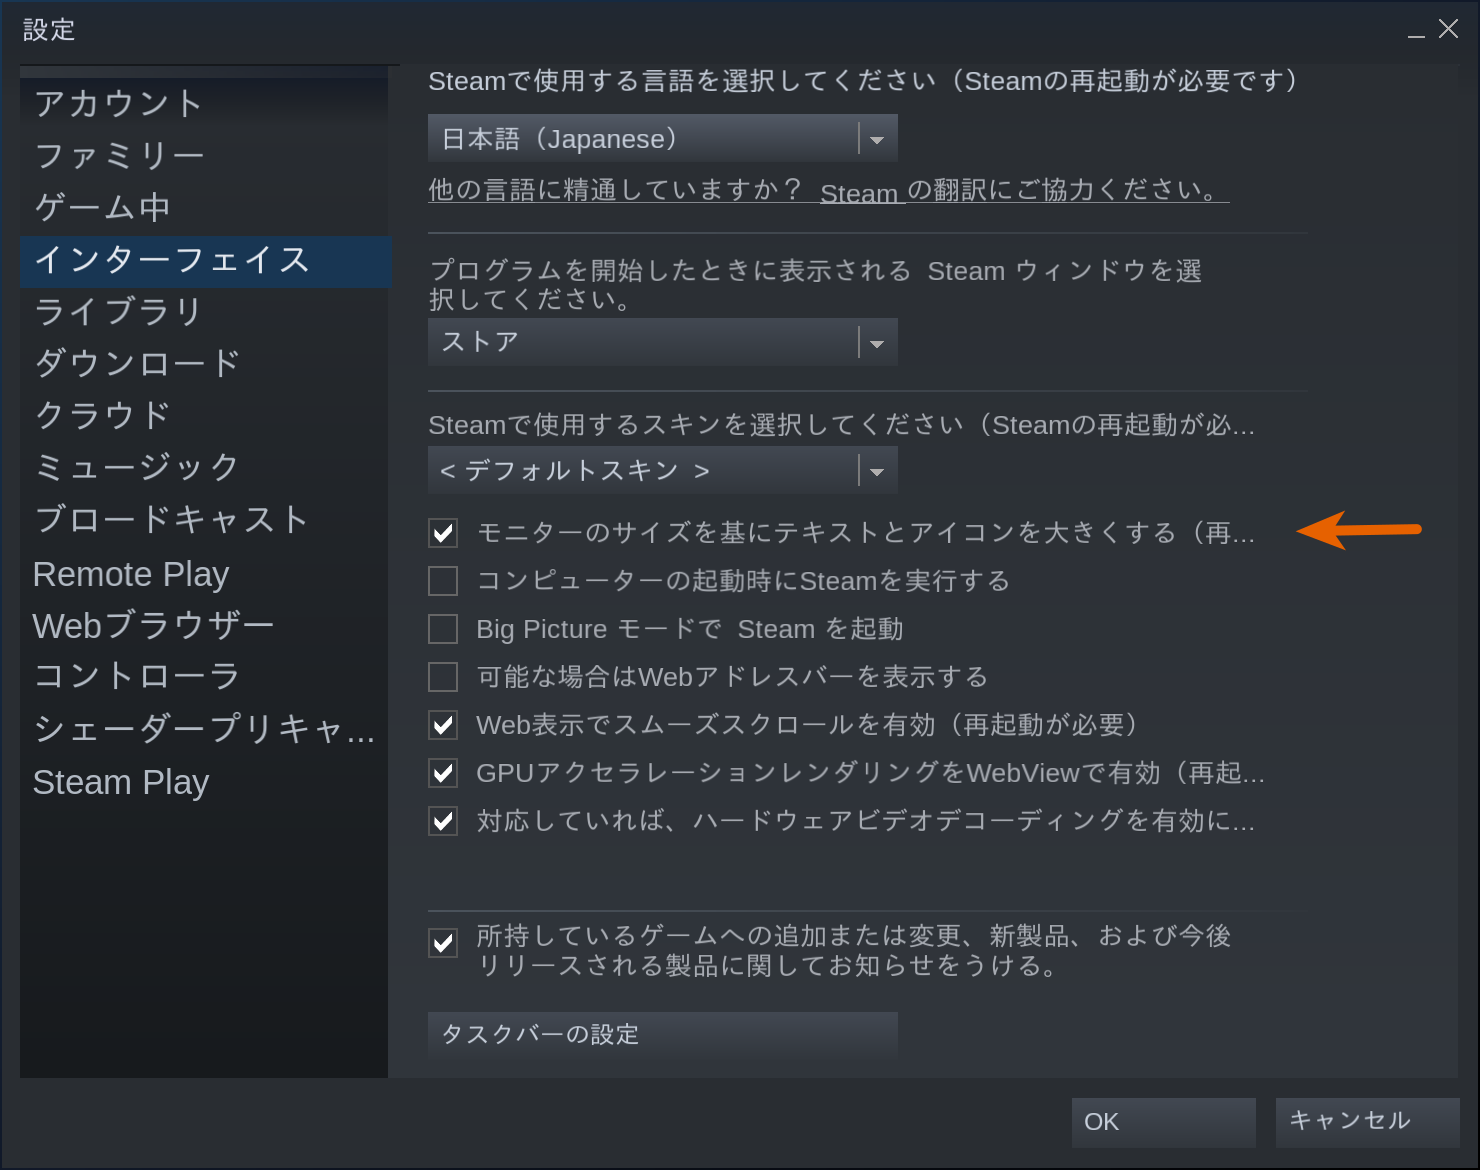 設定
アカウント
ファミリー
ゲーム中
インターフェイス
ライブラリ
ダウンロード
クラウド
ミュージック
ブロードキャスト
Remote Play
Webブラウザー
コントローラ
シェーダープリキャ...
Steam Play
Steamで使用する言語を選択してください（Steamの再起動が必要です）
日本語（Japanese）
他の言語に精通していますか？ Steam の翻訳にご協力ください。
プログラムを開始したときに表示される Steam ウィンドウを選
択してください。
ストア
Steamで使用するスキンを選択してください（Steamの再起動が必...
< デフォルトスキン >
モニターのサイズを基にテキストとアイコンを大きくする（再...
コンピューターの起動時にSteamを実行する
Big Picture モードで Steam を起動
可能な場合はWebアドレスバーを表示する
Web表示でスムーズスクロールを有効（再起動が必要）
GPUアクセラレーションレンダリングをWebViewで有効（再起...
対応していれば、ハードウェアビデオデコーディングを有効に...
所持しているゲームへの追加または変更、新製品、および今後
リリースされる製品に関してお知らせをうける。
タスクバーの設定
OK
キャンセル